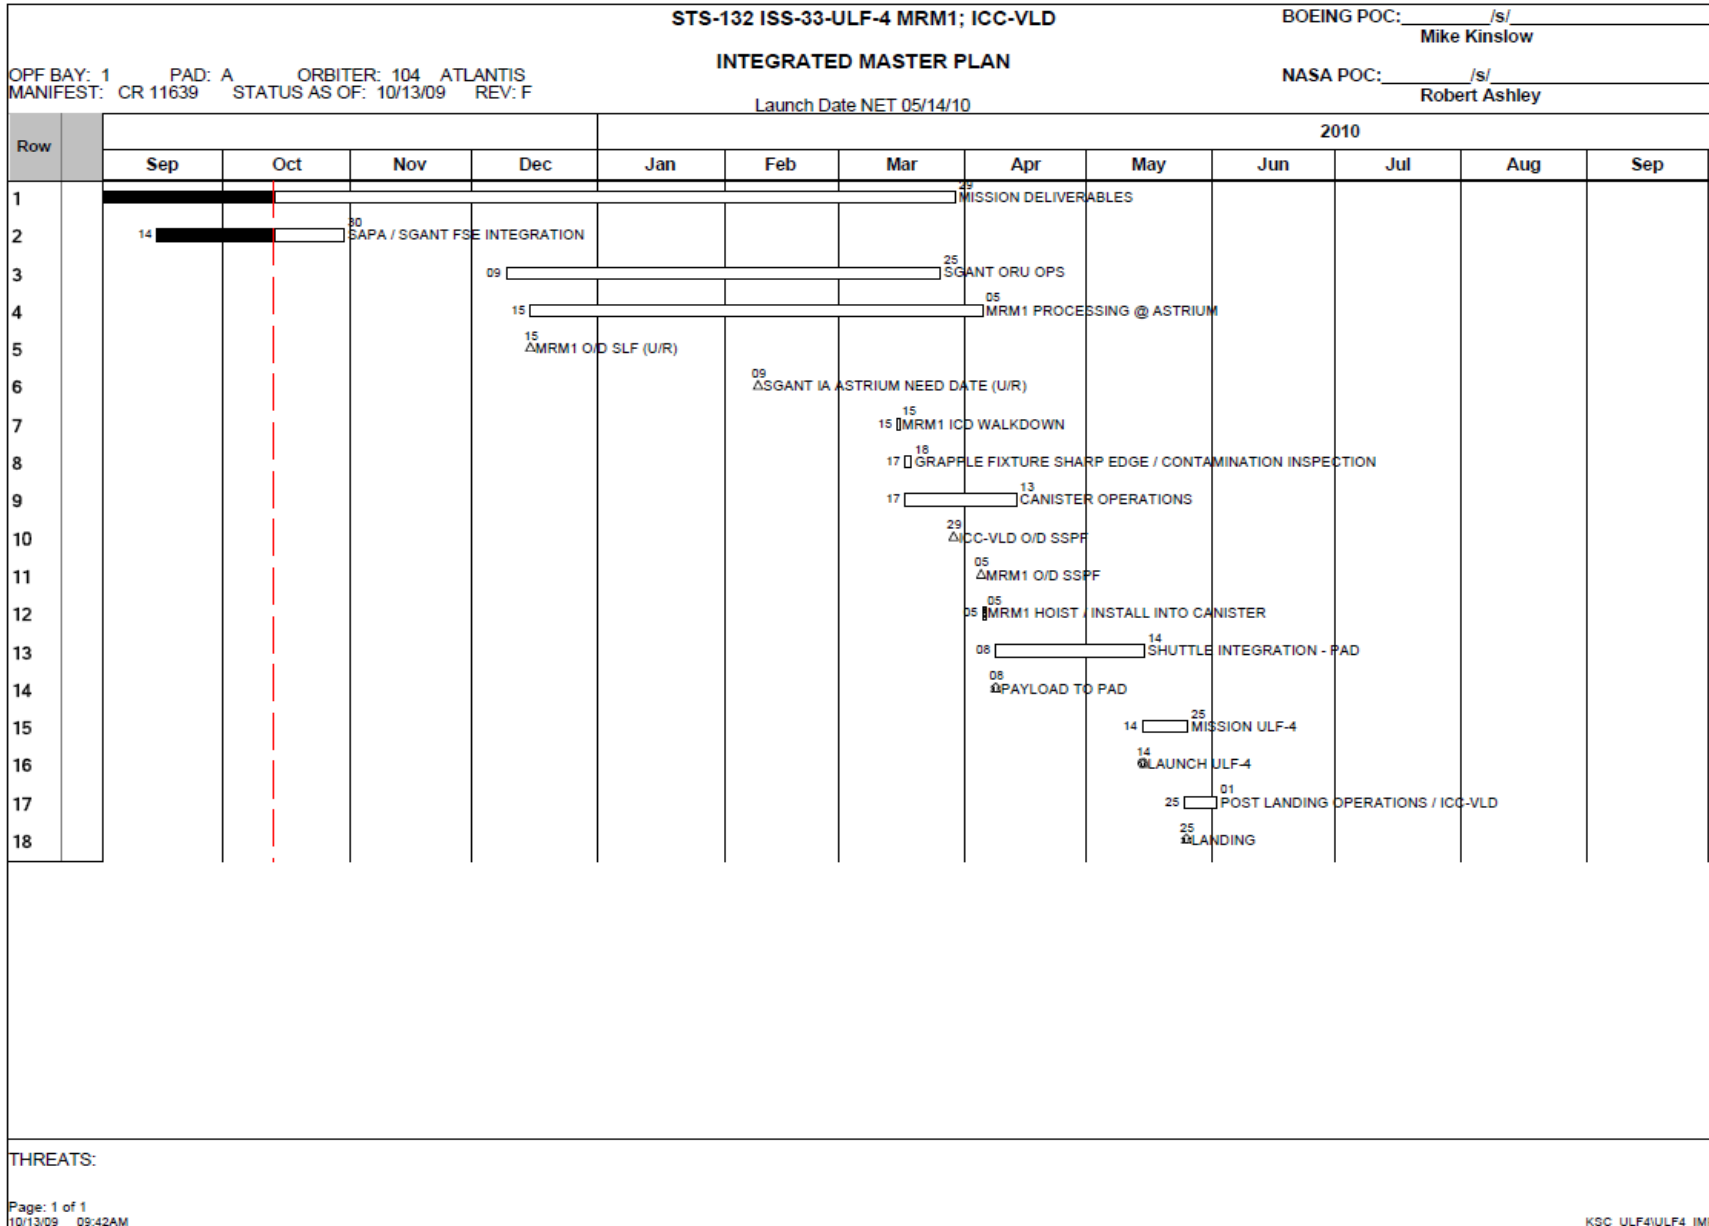 STS-132 ISS-33-ULF-4 MRM1; ICC-VLD
BOEING POC:__________/s/
Mike Kinslow
INTEGRATED MASTER PLAN
OPF BAY: 1 PAD: A ORBITER: 104 ATLANTIS
NASA POC:__________/s/
MANIFEST: CR 11639 STATUS AS OF: 10/13/09 REV: F
Robert Ashley
Launch Date NET 05/14/10
2010
Row
Sep Oct Nov Dec Jan Feb Mar Apr May Jun Jul Aug Sep
1 29 MISSION DELIVERABLES
2 14 30 SAPA / SGANT FSE INTEGRATION
3 09 25 SGANT ORU OPS
4 15 05 MRM1 PROCESSING @ ASTRIUM
5 15 MRM1 O/D SLF (U/R)
6 09 SGANT IA ASTRIUM NEED DATE (U/R)
7 15 15 MRM1 ICD WALKDOWN
8 17 18 GRAPPLE FIXTURE SHARP EDGE / CONTAMINATION INSPECTION
9 17 13 CANISTER OPERATIONS
10 29 ICC-VLD O/D SSPF
11 05 MRM1 O/D SSPF
12 05 05 MRM1 HOIST / INSTALL INTO CANISTER
13 08 14 SHUTTLE INTEGRATION - PAD
14 08 PAYLOAD TO PAD
15 14 25 MISSION ULF-4
16 14 LAUNCH ULF-4
17 25 01 POST LANDING OPERATIONS / ICC-VLD
18 25 LANDING
THREATS:
Page: 1 of 1
10/13/09 09:42AM
KSC_ULF4\ULF4_IM